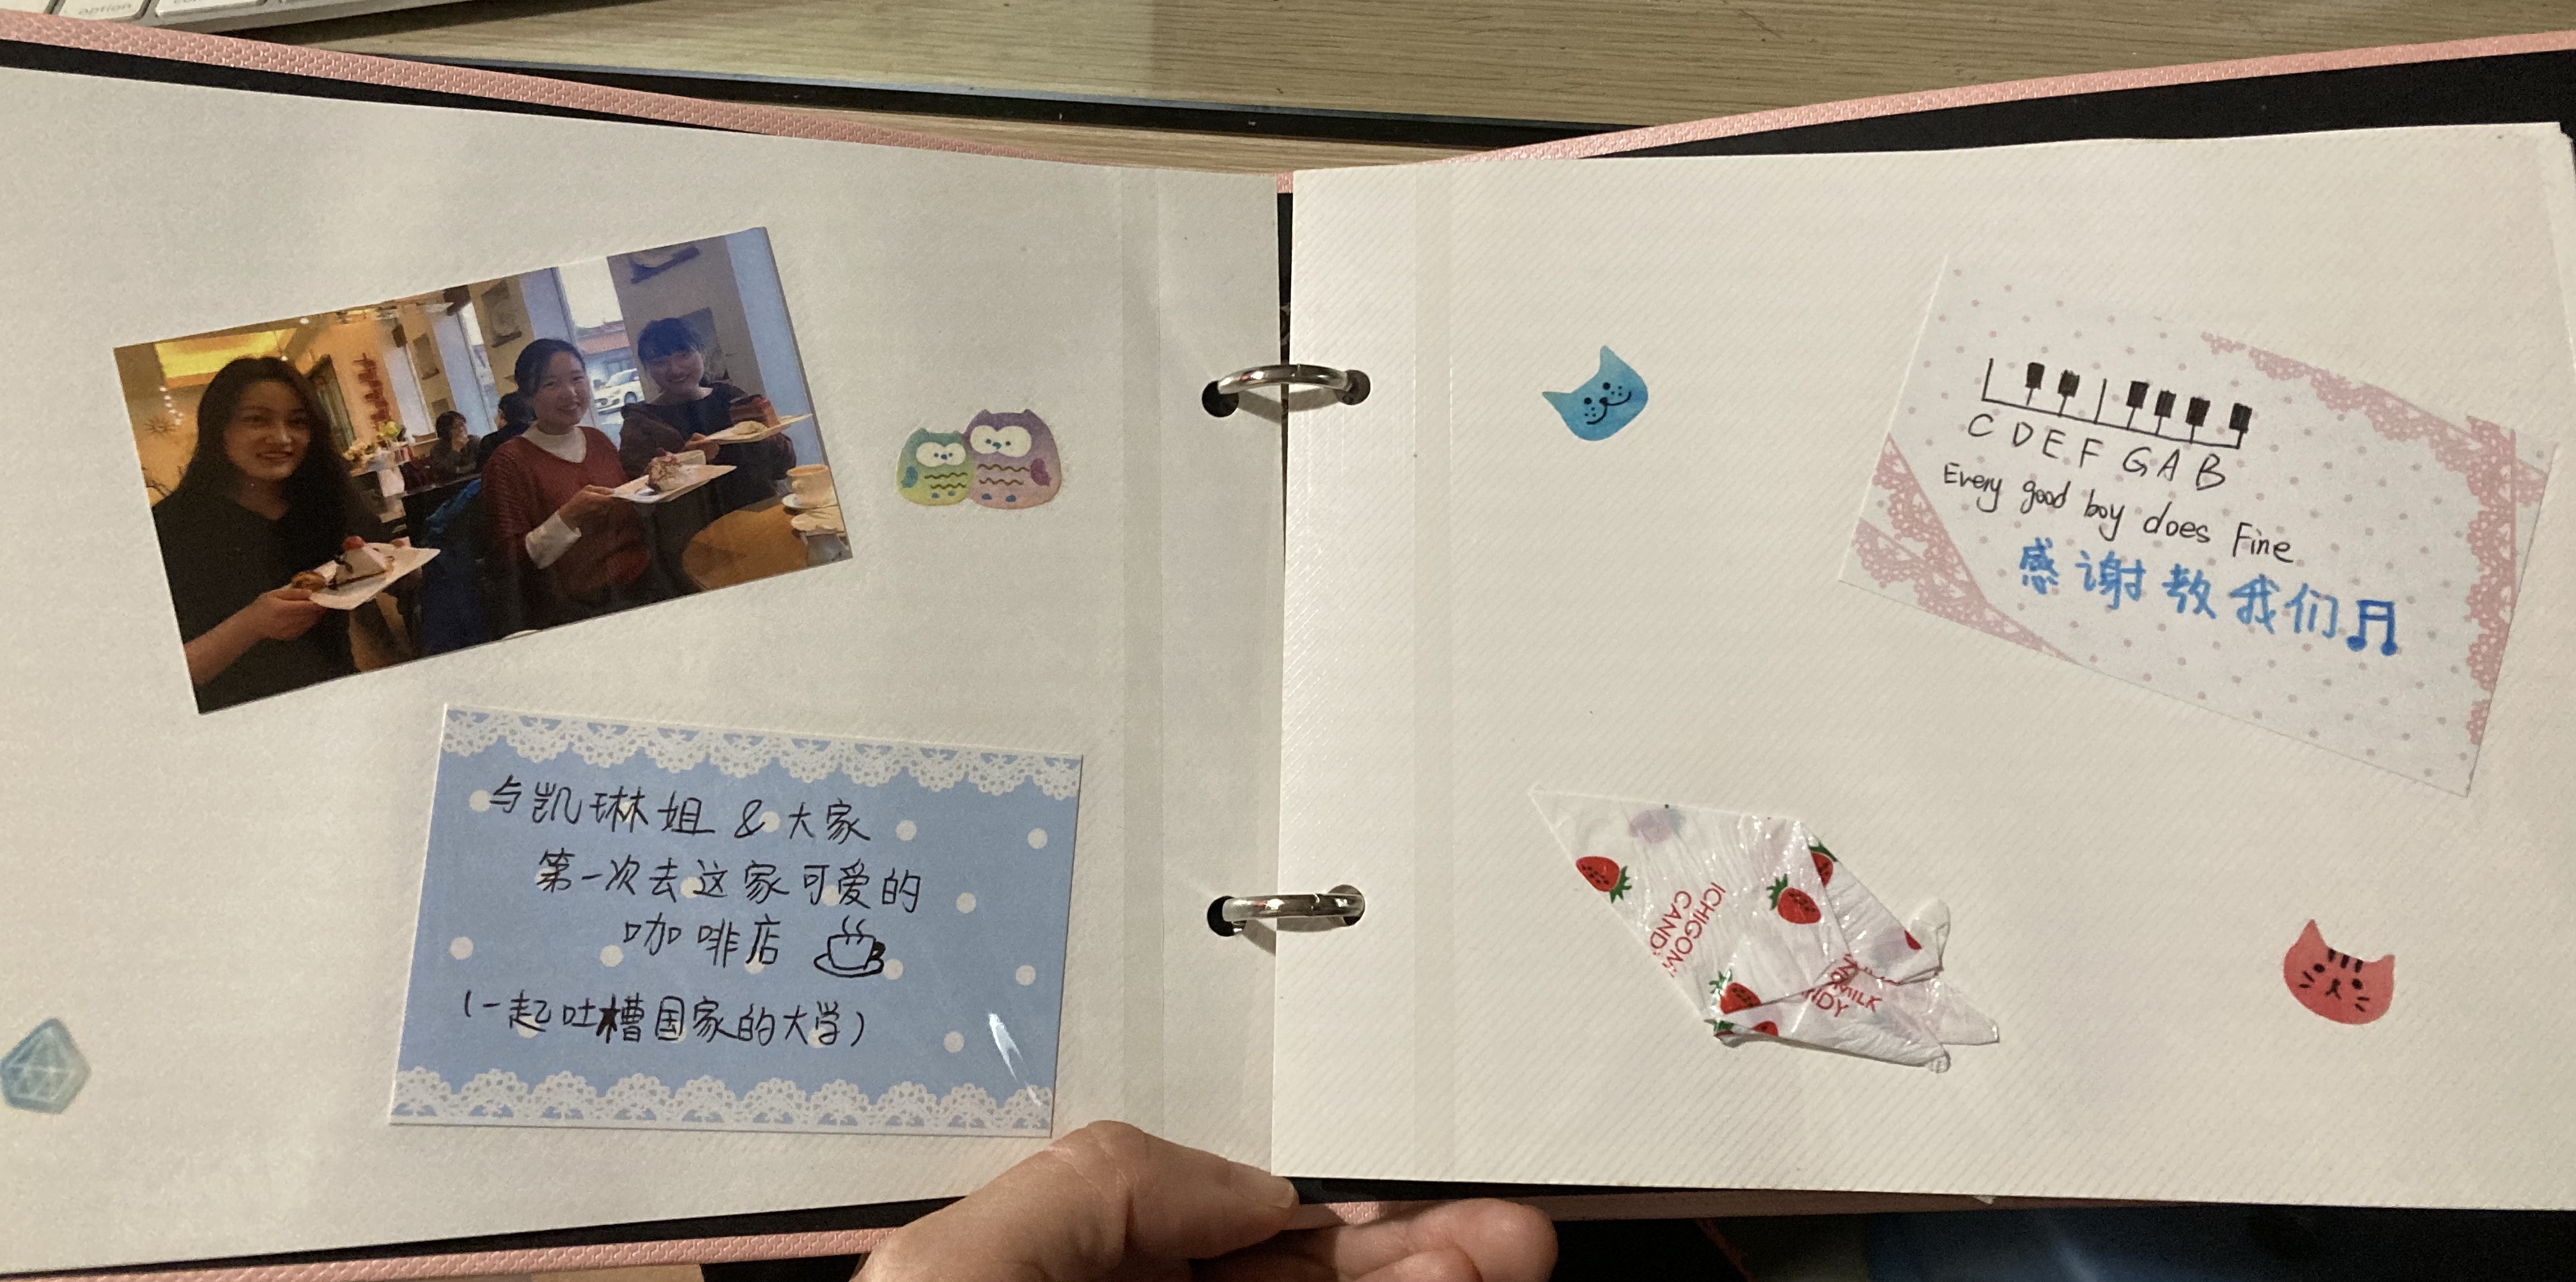 option
与凯琳姐 & 大家
第一次去这家可爱的
咖啡店
(一起吐槽国家的大学)
C D E F G A B
Every good boy does Fine
感谢教我们
ICHIGOMI
CANDY
MILK
NDY